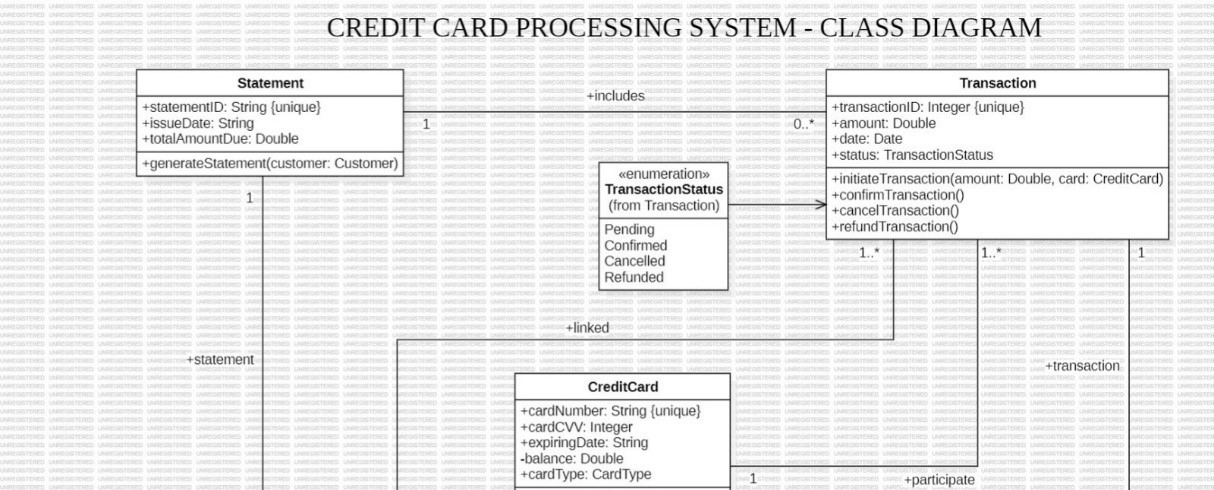 CREDIT CARD PROCESSING SYSTEM - CLASS DIAGRAM
Statement
+statementID: String {unique}
+issueDate: String
+totalAmountDue: Double
+generateStatement(customer: Customer)
1
+includes
0..*
Transaction
+transactionID: Integer {unique}
+amount: Double
+date: Date
+status: TransactionStatus
+initiateTransaction(amount: Double, card: CreditCard)
+confirmTransaction()
+cancelTransaction()
+refundTransaction()
«enumeration»
TransactionStatus
(from Transaction)
Pending
Confirmed
Cancelled
Refunded
1
1..*
1..*
1
+linked
+statement
+transaction
CreditCard
+cardNumber: String {unique}
+cardCVV: Integer
+expiringDate: String
-balance: Double
+cardType: CardType
1
+participate